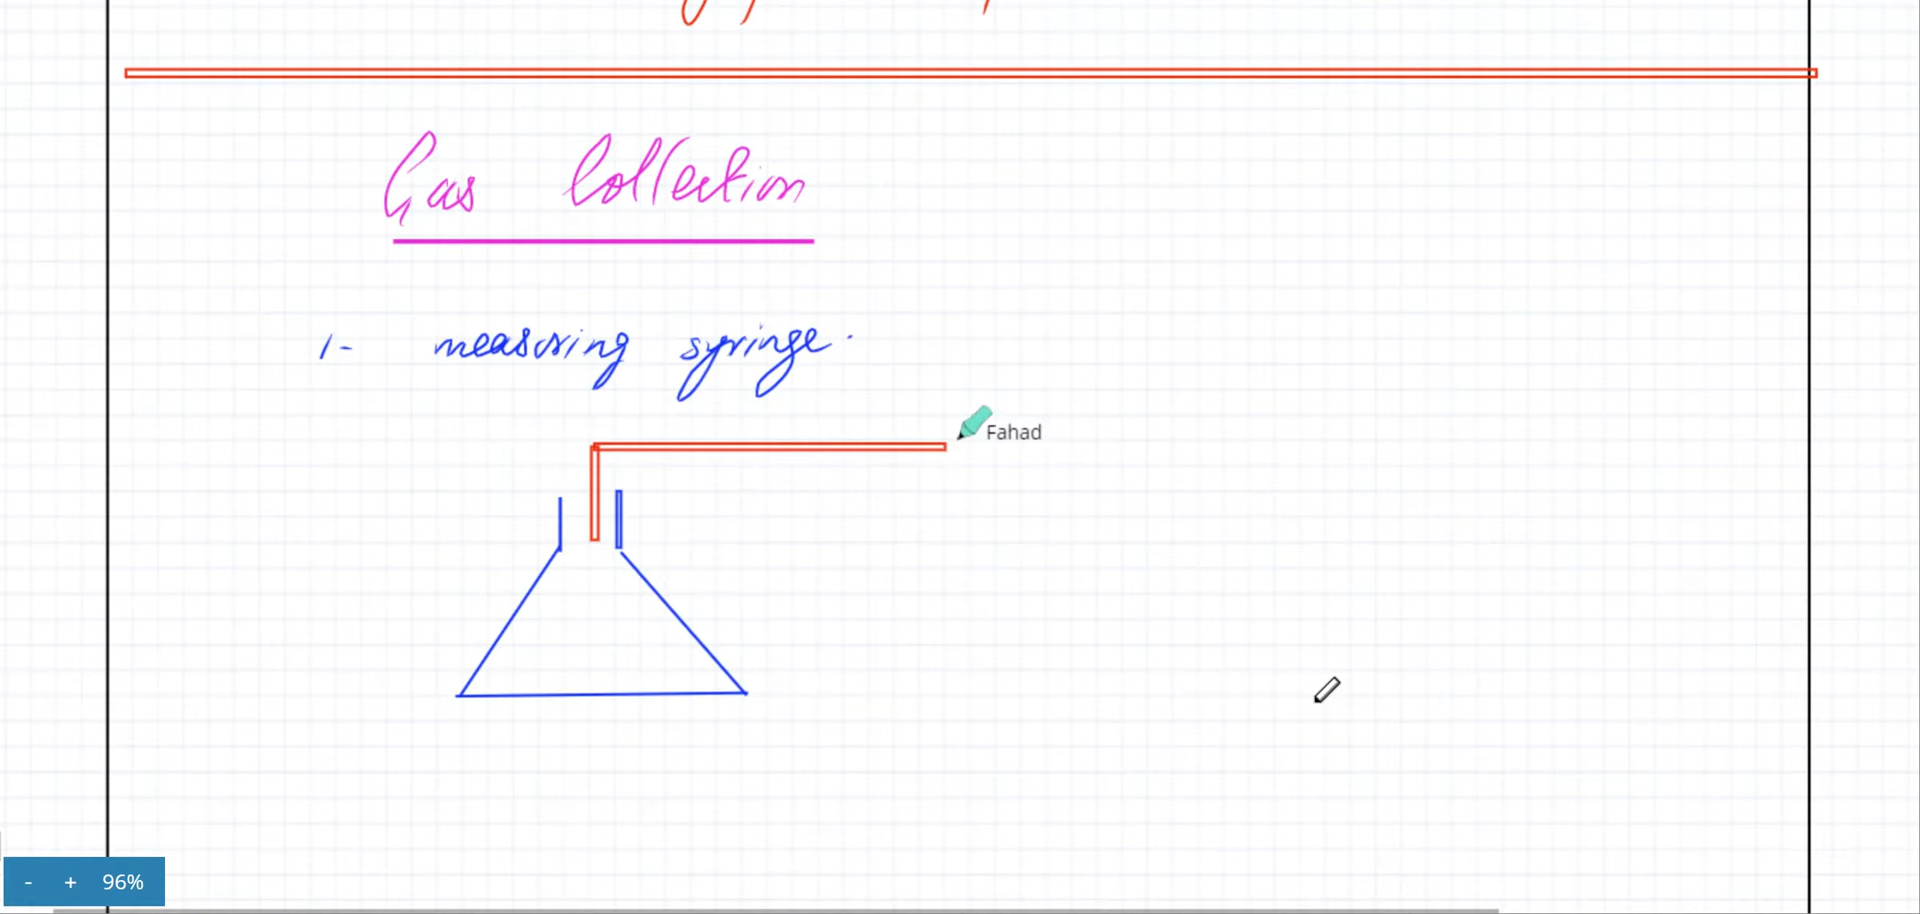 Gas Collection
1- measuring syringe.
Fahad
- + 96%